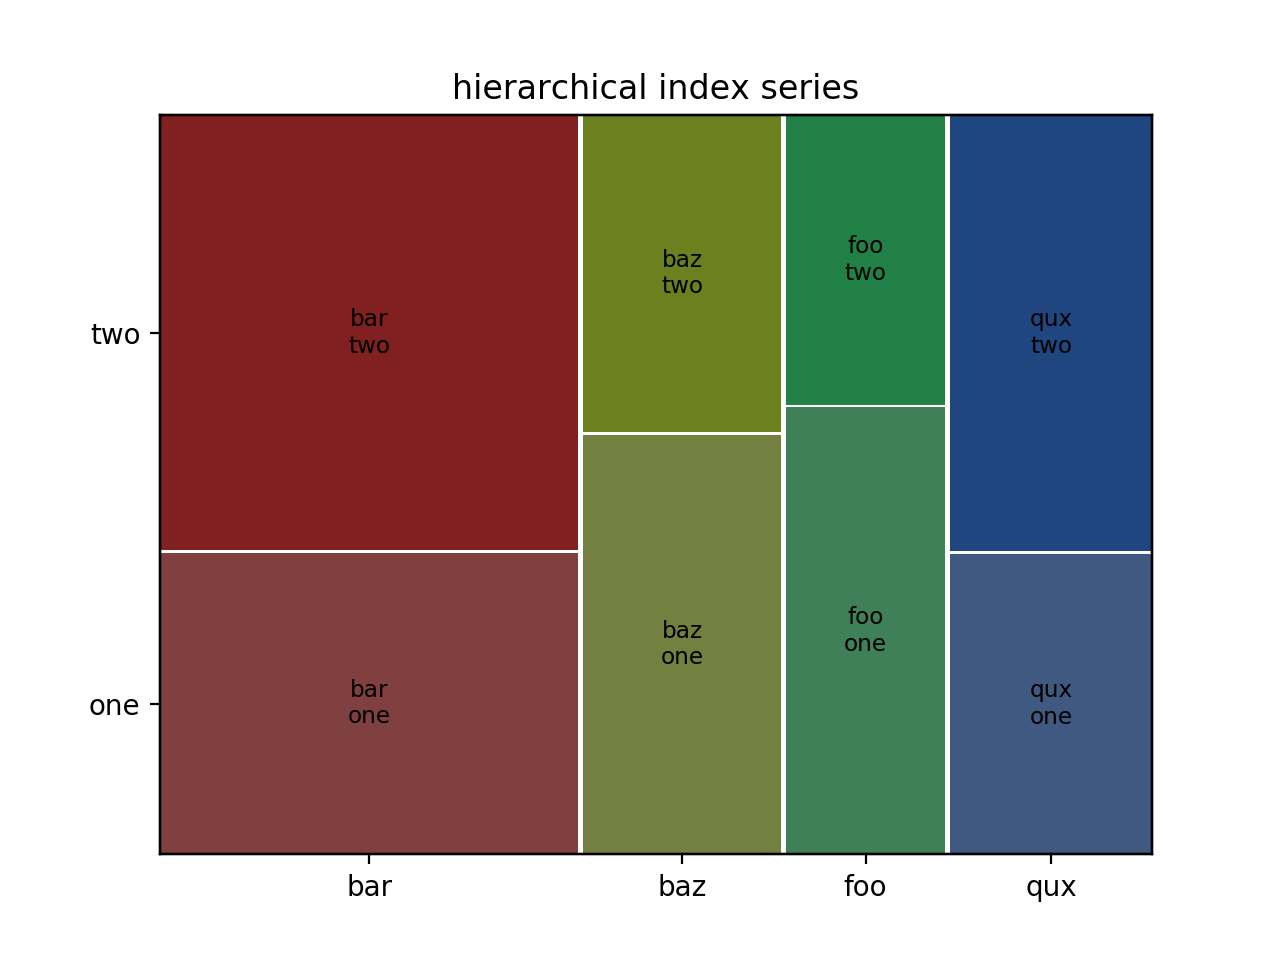 hierarchical index series
foo
two
baz
two
bar
two
qux
two
two
foo
one
baz
one
bar
one
qux
one
one
bar
baz
foo
qux